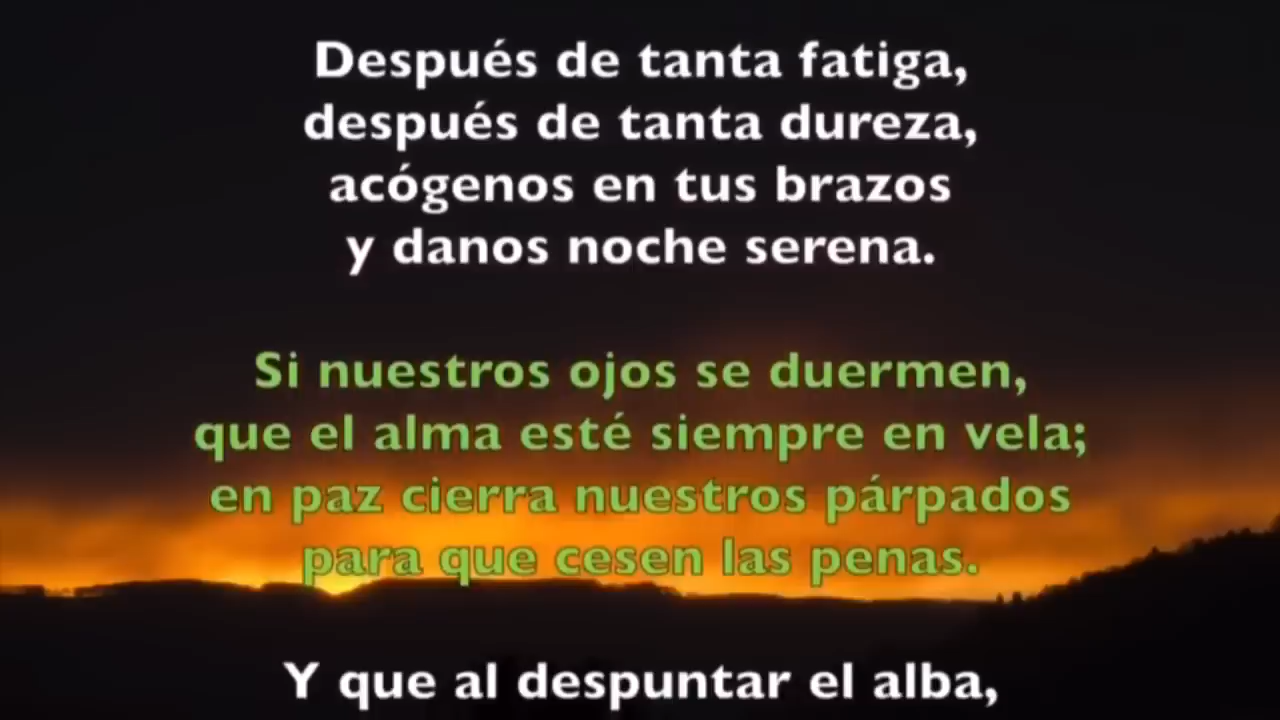 Después de tanta fatiga,
después de tanta dureza,
acógenos en tus brazos
y danos noche serena.
Si nuestros ojos se duermen,
que el alma esté siempre en vela;
en paz cierra nuestros párpados
para que cesen las penas.
Y que al despuntar el alba,